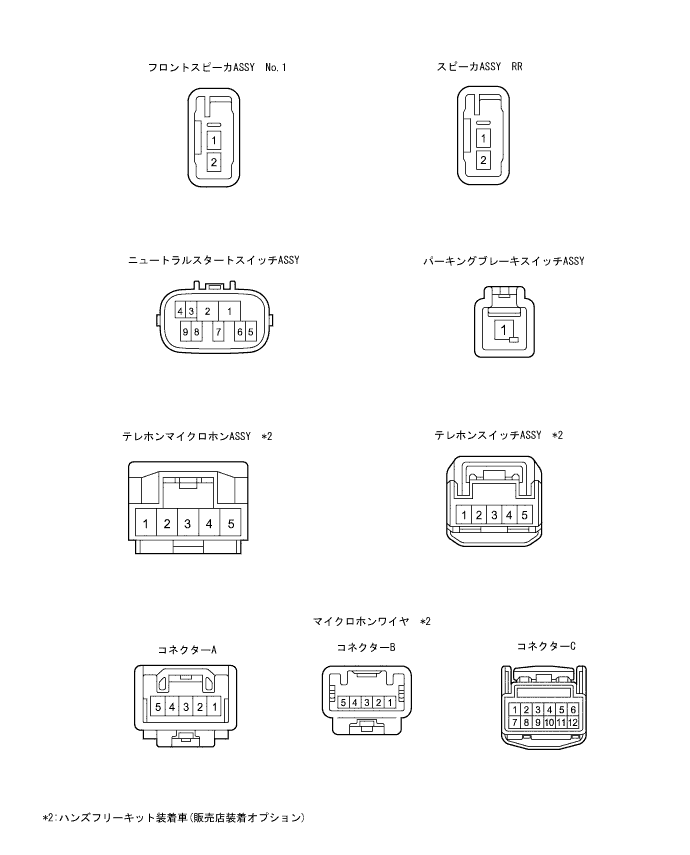 フロントスピーカASSY No.1
スピーカASSY RR
1
2
1
2
ニュートラルスタートスイッチASSY
パーキングブレーキスイッチASSY
4 3 2 1
9 8 7 6 5
1
テレホンマイクロホンASSY *2
テレホンスイッチASSY *2
1 2 3 4 5
1 2 3 4 5
マイクロホンワイヤ *2
コネクターA
コネクターB
コネクターC
5 4 3 2 1
5 4 3 2 1
1 2 3 4 5 6
7 8 9 10 11 12
*2:ハンズフリーキット装着車(販売店装着オプション)